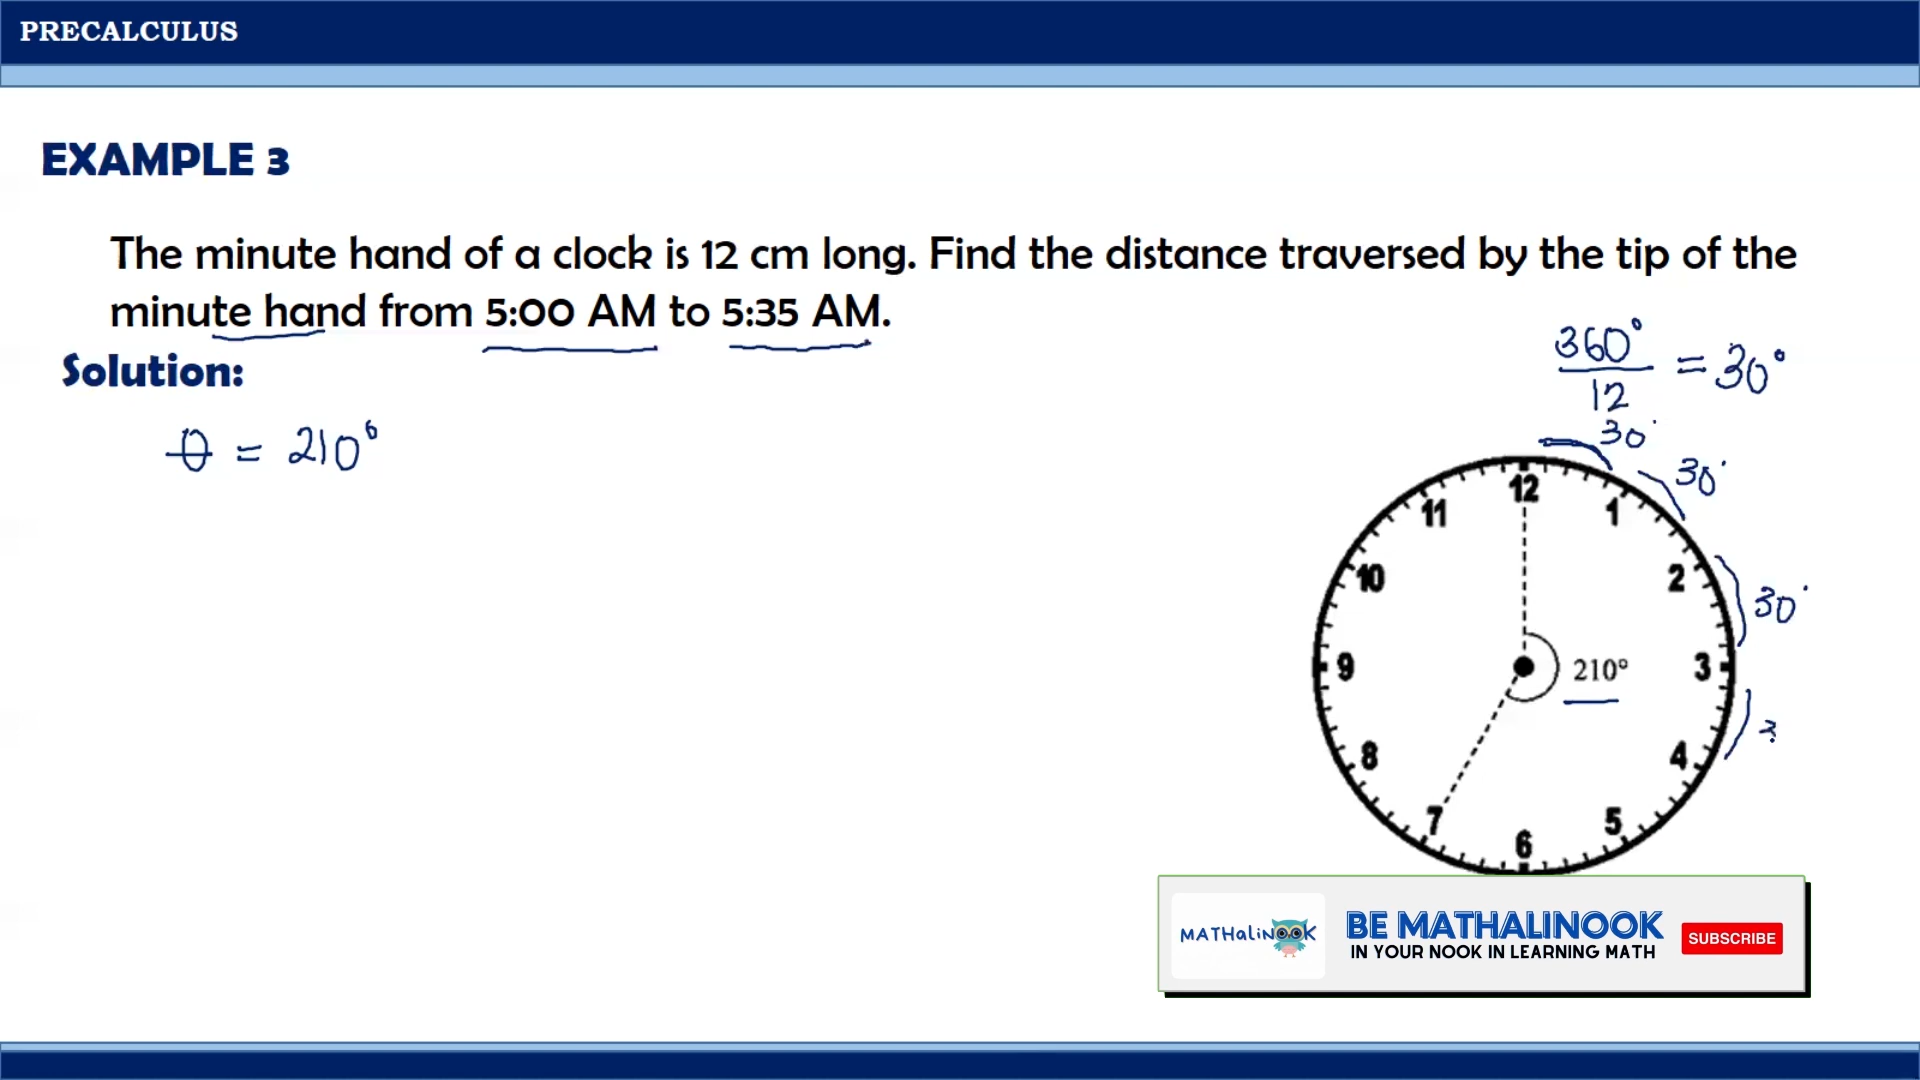 PRECALCULUS
EXAMPLE 3
The minute hand of a clock is 12 cm long. Find the distance traversed by the tip of the
minute hand from 5:00 AM to 5:35 AM.
Solution:
θ = 210°
360°
12
= 30°
30°
30°
30°
3
12
1
2
3
4
5
6
7
8
9
10
11
210°
MATHaliNOOK
BE MATHALINOOK
IN YOUR NOOK IN LEARNING MATH
SUBSCRIBE